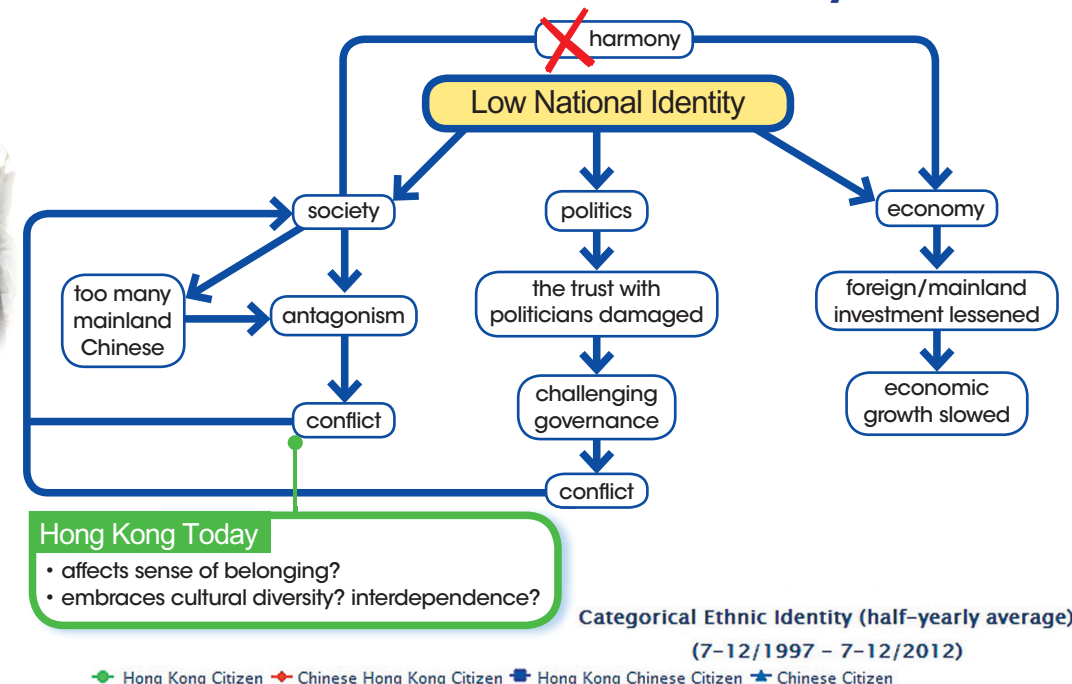 harmony
Low National Identity
society
politics
economy
too many
mainland
Chinese
antagonism
the trust with
politicians damaged
foreign/mainland
investment lessened
conflict
challenging
governance
economic
growth slowed
conflict
Hong Kong Today
• affects sense of belonging?
• embraces cultural diversity? interdependence?
Categorical Ethnic Identity (half-yearly average)
(7-12/1997 - 7-12/2012)
Hong Kong Citizen Chinese Hong Kong Citizen Hong Kong Chinese Citizen Chinese Citizen